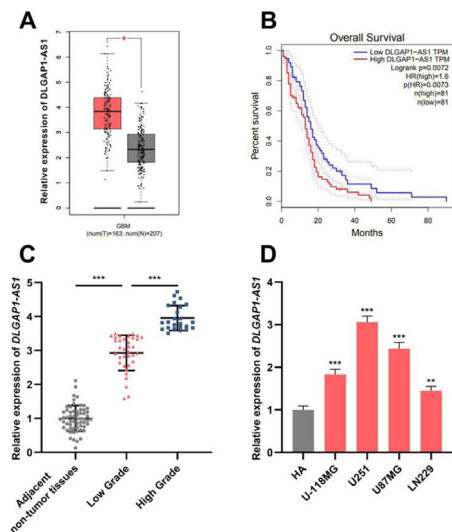 A
Relative expression of DLGAP1-AS1
7
6
5
4
3
2
1
0
*
GBM
(num(T)=163; num(N)=207)
B
Overall Survival
Low DLGAP1−AS1 TPM
High DLGAP1−AS1 TPM
Logrank p=0.0072
HR(high)=1.6
p(HR)=0.0073
n(high)=81
n(low)=81
Percent survival
1.0
0.8
0.6
0.4
0.2
0.0
0 20 40 60 80
Months
C
Relative expression of DLGAP1-AS1
5
4
3
2
1
0
*** ***
Adjacent
non-tumor tissues
Low Grade
High Grade
D
Relative expression of DLGAP1-AS1
4
3
2
1
0
***
***
***
**
HA
U-118MG
U251
U87MG
LN229